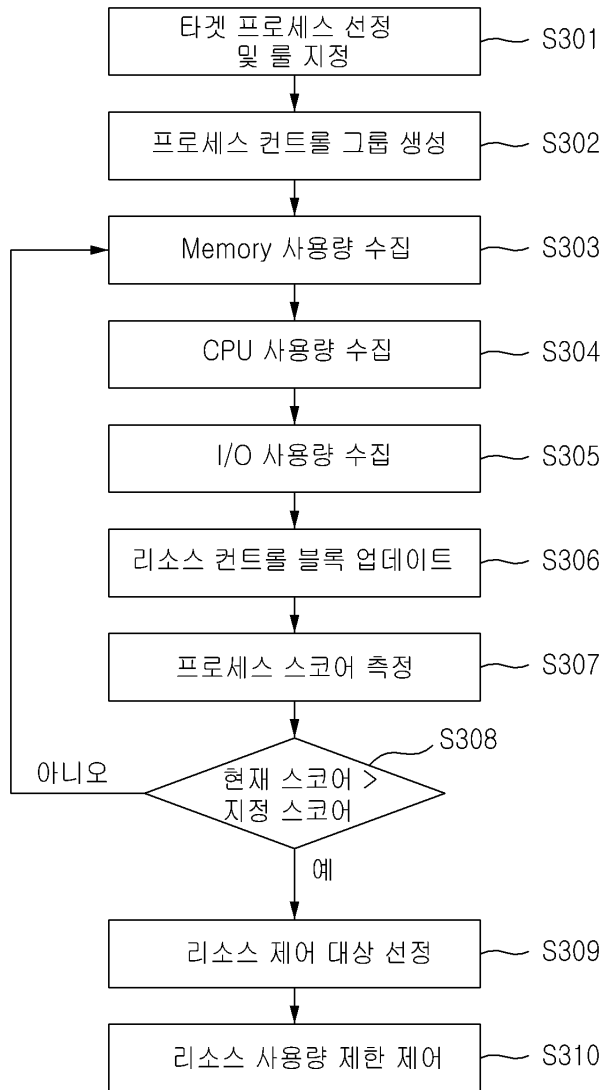 타겟 프로세스 선정
및 룰 지정
S301
프로세스 컨트롤 그룹 생성
S302
Memory 사용량 수집
S303
CPU 사용량 수집
S304
I/O 사용량 수집
S305
리소스 컨트롤 블록 업데이트
S306
프로세스 스코어 측정
S307
S308
아니오
현재 스코어 >
지정 스코어
예
리소스 제어 대상 선정
S309
리소스 사용량 제한 제어
S310